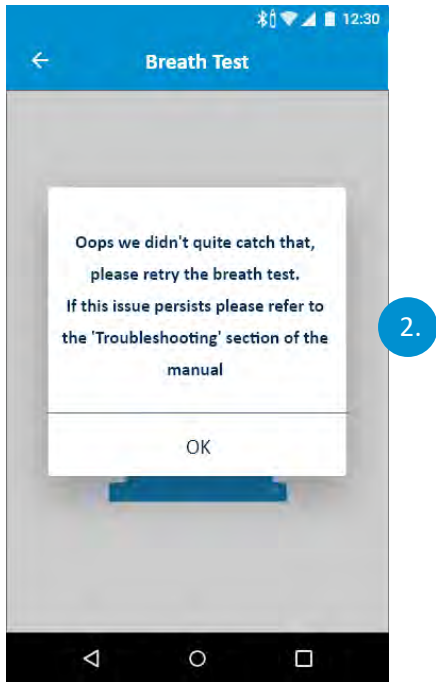 12:30
Breath Test
Oops we didn't quite catch that,
please retry the breath test.
If this issue persists please refer to
the 'Troubleshooting' section of the
manual
2.
OK